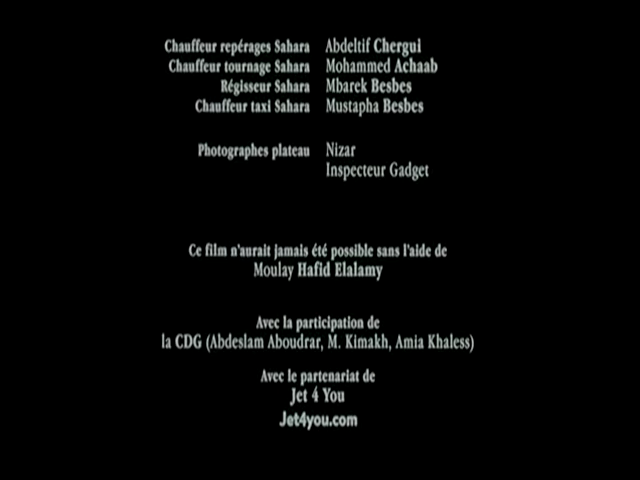 Chauffeur repérages Sahara Abdeltif Chergui
Chauffeur tournage Sahara Mohammed Achaab
Régisseur Sahara Mbarek Besbes
Chauffeur taxi Sahara Mustapha Besbes
Photographes plateau Nizar
Inspecteur Gadget
Ce film n'aurait jamais été possible sans l'aide de
Moulay Hafid Elalamy
Avec la participation de
la CDG (Abdeslam Aboudrar, M. Kimakh, Amia Khaless)
Avec le partenariat de
Jet 4 You
Jet4you.com